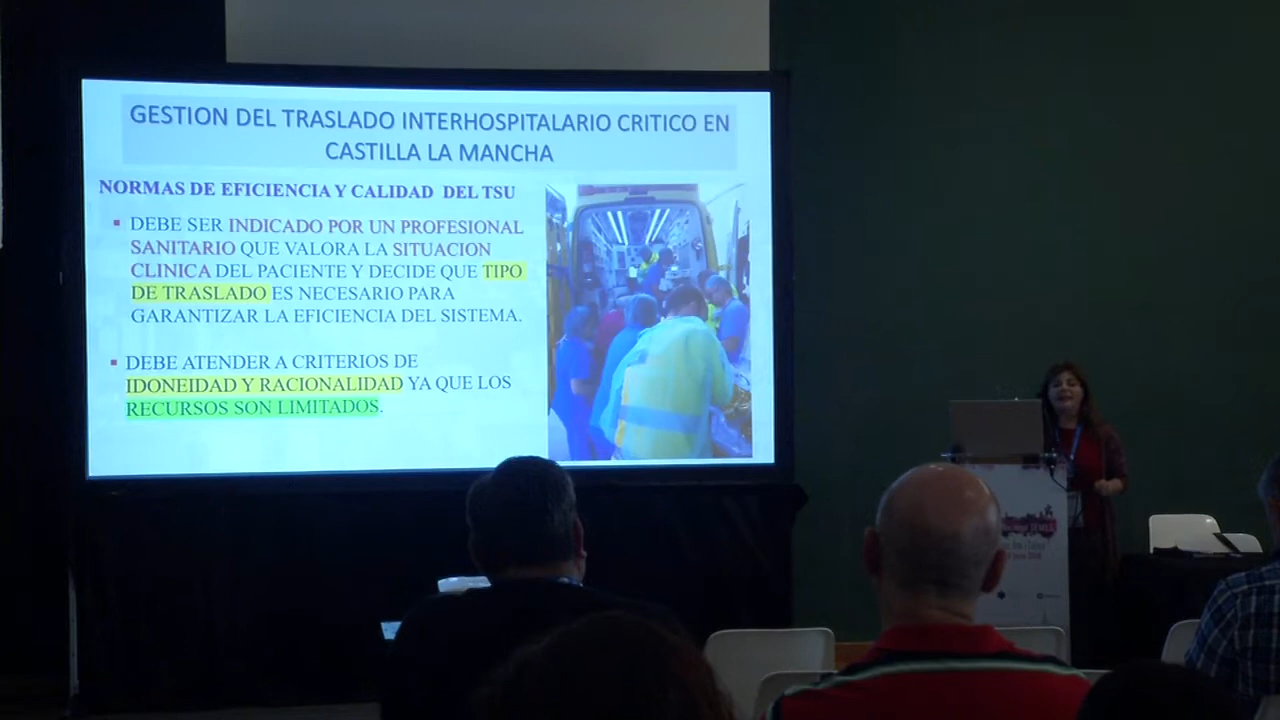 GESTION DEL TRASLADO INTERHOSPITALARIO CRITICO EN
CASTILLA LA MANCHA
NORMAS DE EFICIENCIA Y CALIDAD DEL TSU
▪ DEBE SER INDICADO POR UN PROFESIONAL
SANITARIO QUE VALORA LA SITUACION
CLINICA DEL PACIENTE Y DECIDE QUE TIPO
DE TRASLADO ES NECESARIO PARA
GARANTIZAR LA EFICIENCIA DEL SISTEMA.
▪ DEBE ATENDER A CRITERIOS DE
IDONEIDAD Y RACIONALIDAD YA QUE LOS
RECURSOS SON LIMITADOS.